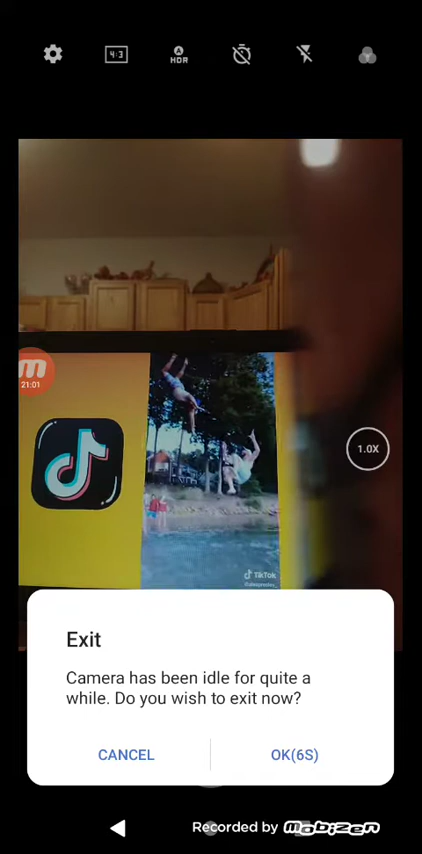 4:3
A
HDR
m
21:01
1.0X
TikTok
Exit
Camera has been idle for quite a
while. Do you wish to exit now?
CANCEL
OK(6S)
Recorded by mobizen